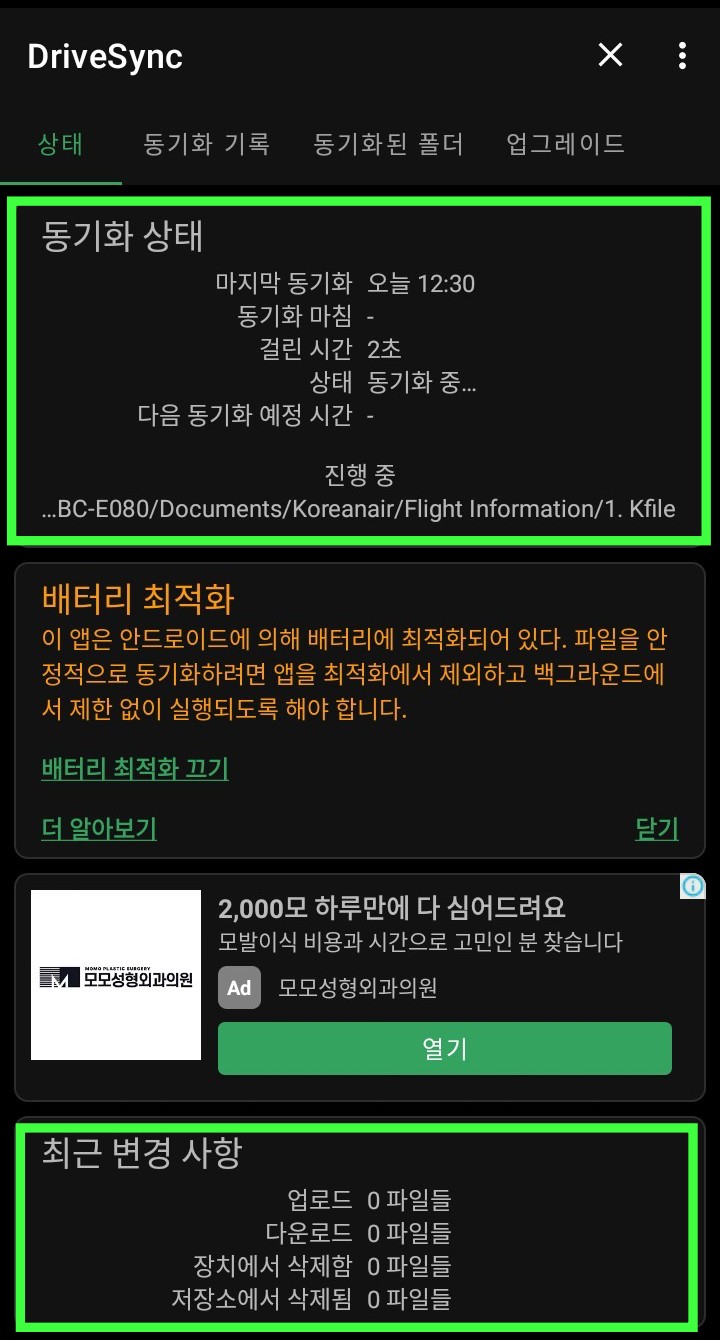 DriveSync
상태 동기화 기록 동기화된 폴더 업그레이드
동기화 상태
마지막 동기화 오늘 12:30
동기화 마침 -
걸린 시간 2초
상태 동기화 중...
다음 동기화 예정 시간 -
진행 중
...BC-E080/Documents/Koreanair/Flight Information/1. Kfile
배터리 최적화
이 앱은 안드로이드에 의해 배터리에 최적화되어 있다. 파일을 안
정적으로 동기화하려면 앱을 최적화에서 제외하고 백그라운드에
서 제한 없이 실행되도록 해야 합니다.
배터리 최적화 끄기
더 알아보기 닫기
2,000모 하루만에 다 심어드려요
모발이식 비용과 시간으로 고민인 분 찾습니다
MOMO PLASTIC SURGERY
모모성형외과의원
Ad 모모성형외과의원
열기
최근 변경 사항
업로드 0 파일들
다운로드 0 파일들
장치에서 삭제함 0 파일들
저장소에서 삭제됨 0 파일들